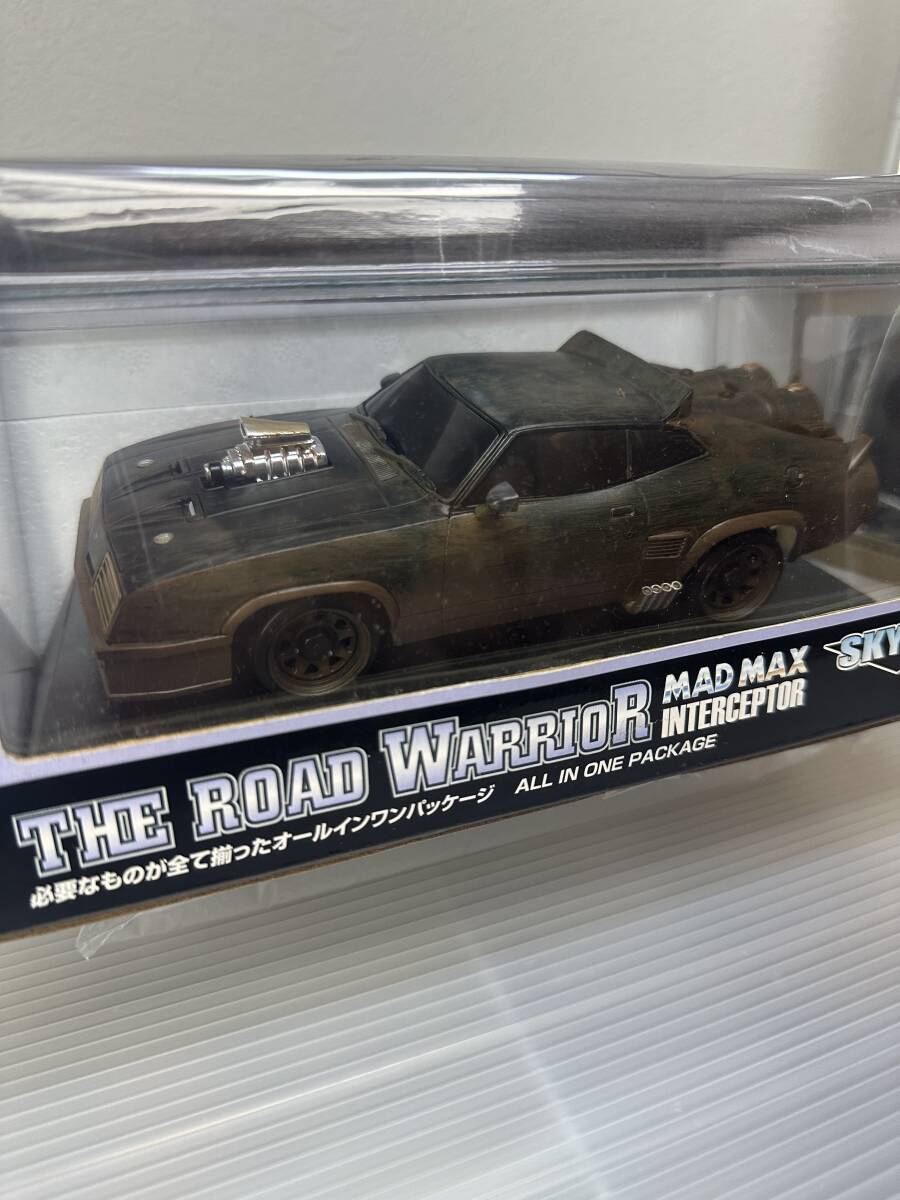 THE ROAD WARRIOR
MAD MAX
INTERCEPTOR
SKY
必要なものが全て揃ったオールインワンパッケージ ALL IN ONE PACKAGE